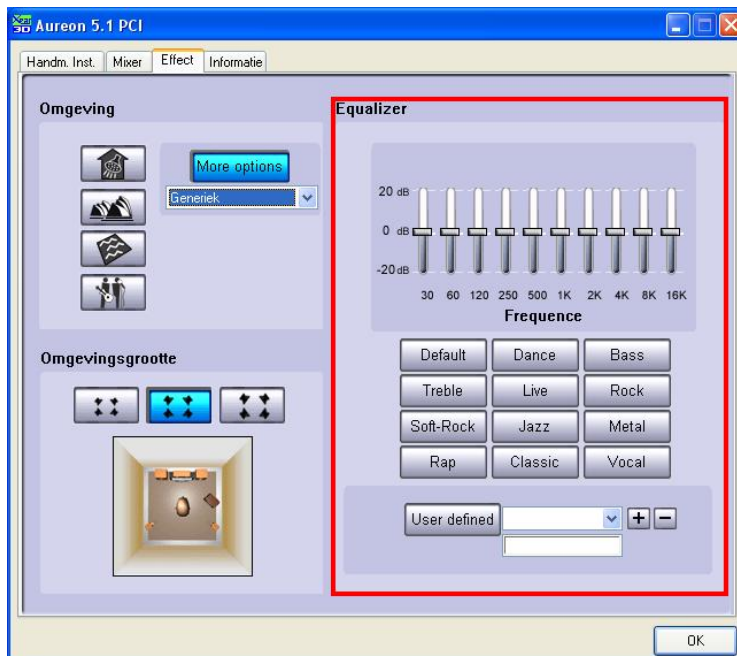 Aureon 5.1 PCI
Handm. Inst. Mixer Effect Informatie
Omgeving
More options
Generiek
Omgevingsgrootte
Equalizer
20 dB
0 dB
-20 dB
30 60 120 250 500 1K 2K 4K 8K 16K
Frequence
Default Dance Bass
Treble Live Rock
Soft-Rock Jazz Metal
Rap Classic Vocal
User defined
OK